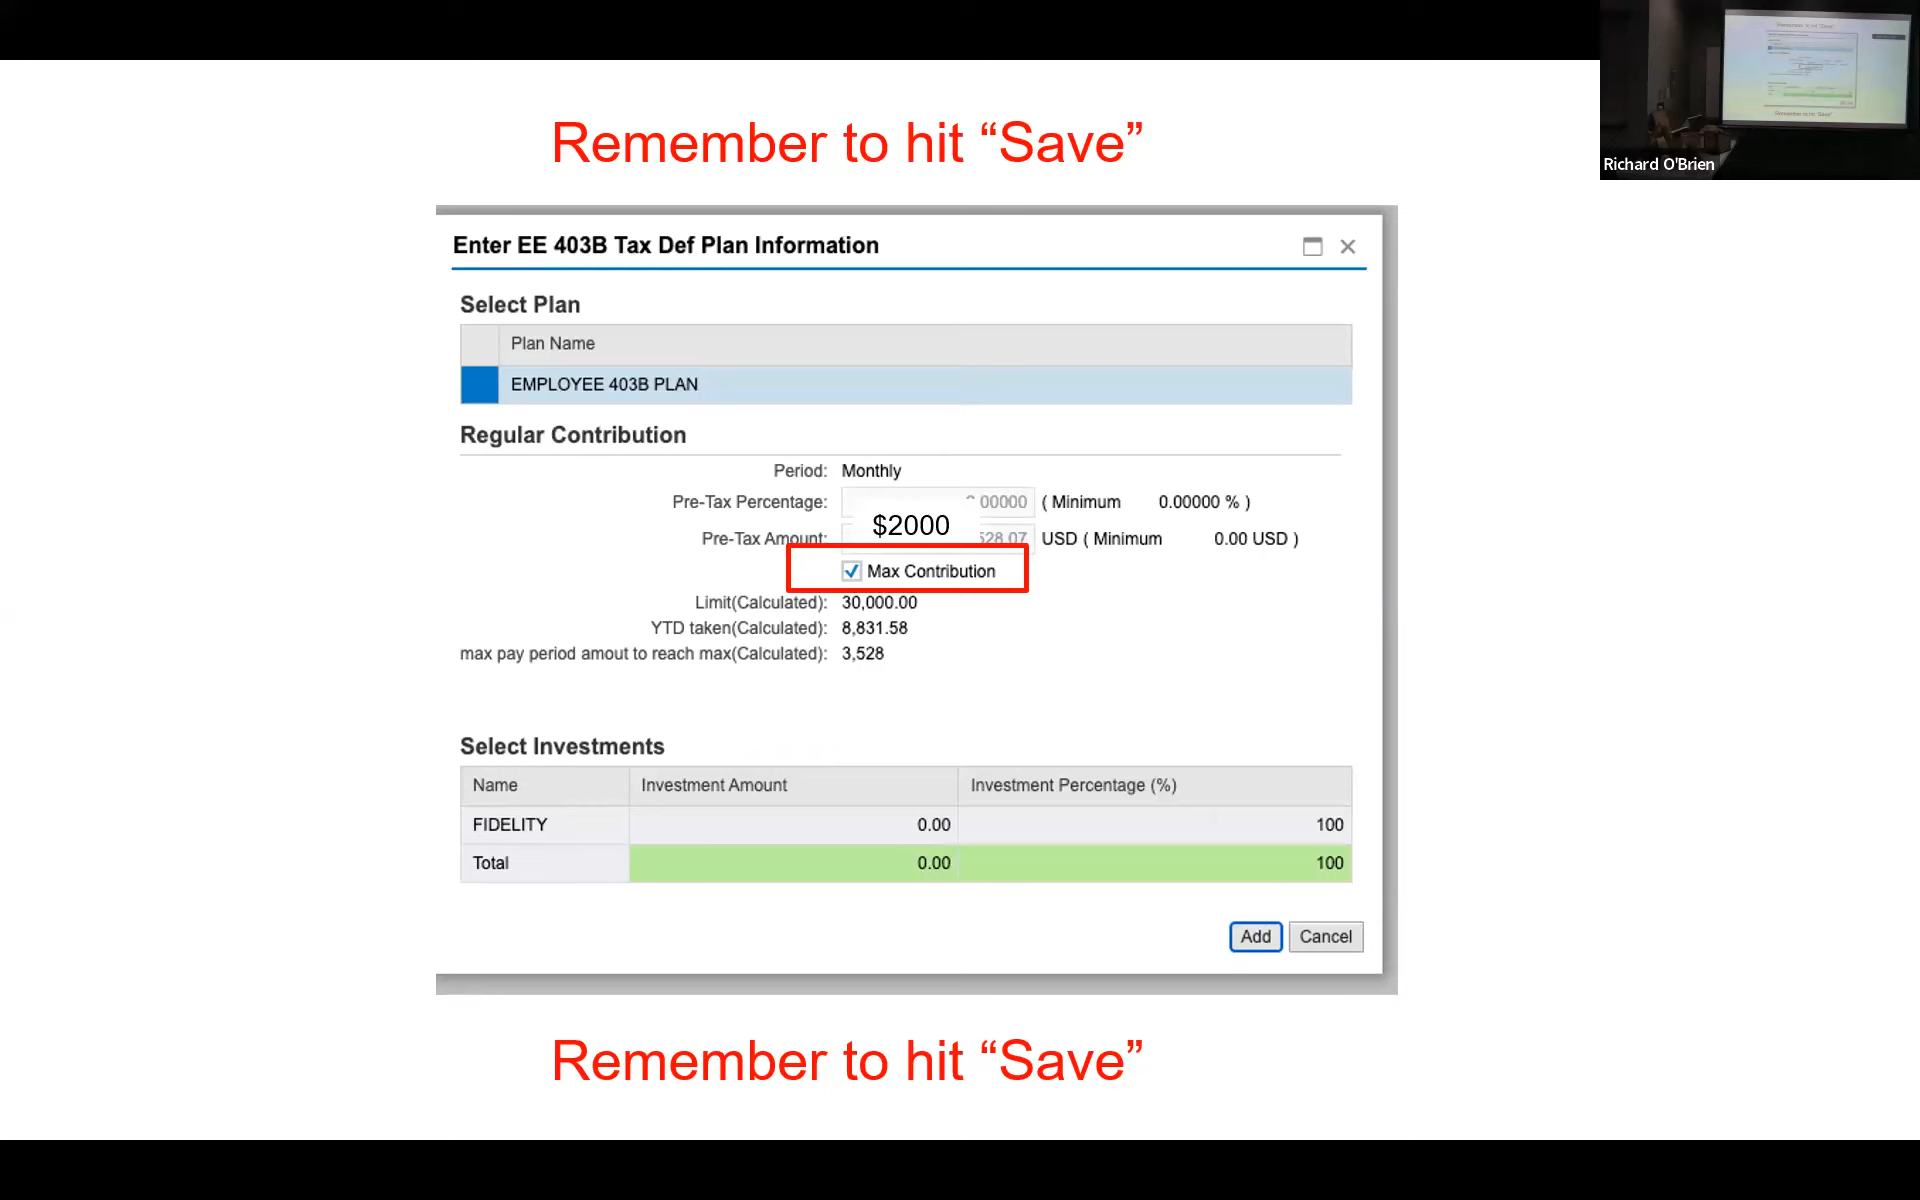 Remember to hit “Save”
Richard O'Brien
Enter EE 403B Tax Def Plan Information
Select Plan
Plan Name
EMPLOYEE 403B PLAN
Regular Contribution
Period: Monthly
Pre-Tax Percentage: .00000 ( Minimum 0.00000 % )
$2000
Pre-Tax Amount: 528.07 USD ( Minimum 0.00 USD )
Max Contribution
Limit(Calculated): 30,000.00
YTD taken(Calculated): 8,831.58
max pay period amout to reach max(Calculated): 3,528
Select Investments
Name Investment Amount Investment Percentage (%)
FIDELITY 0.00 100
Total 0.00 100
Add Cancel
Remember to hit “Save”